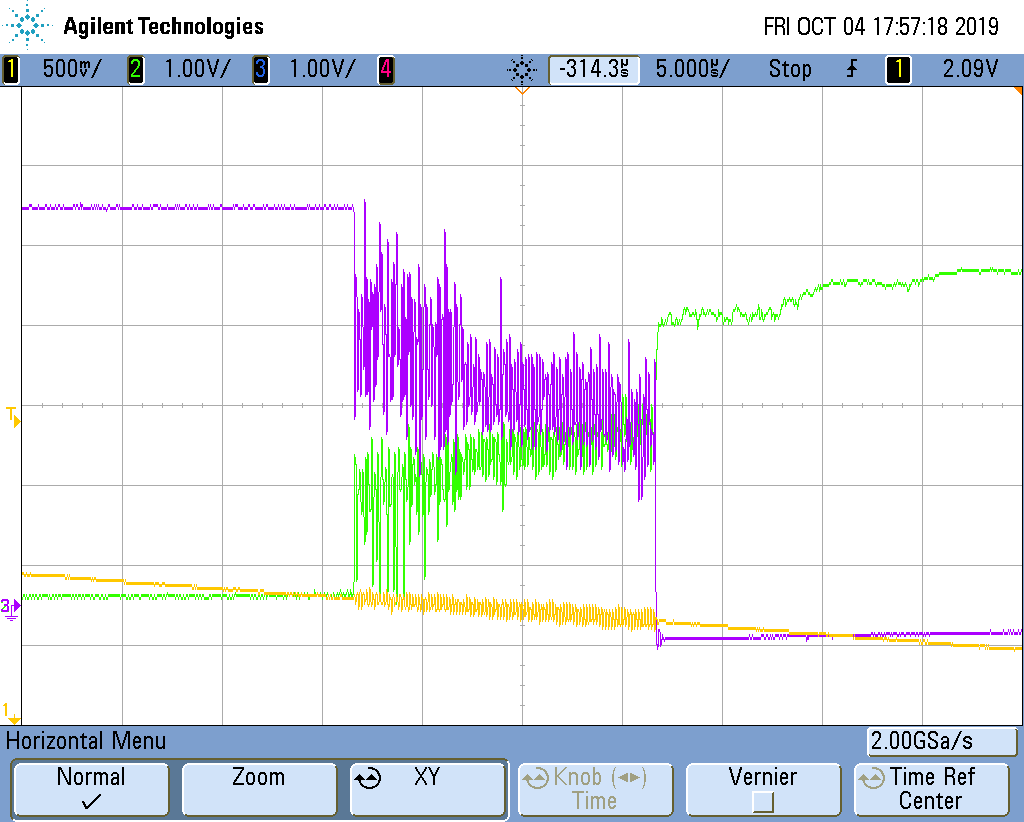 Agilent Technologies FRI OCT 04 17:57:18 2019
1 500mV/ 2 1.00V/ 3 1.00V/ 4 -314.3µs 5.000µs/ Stop 1 2.09V
T
3
1
Horizontal Menu 2.00GSa/s
Normal Zoom XY Knob (◄►) Time Vernier Time Ref Center